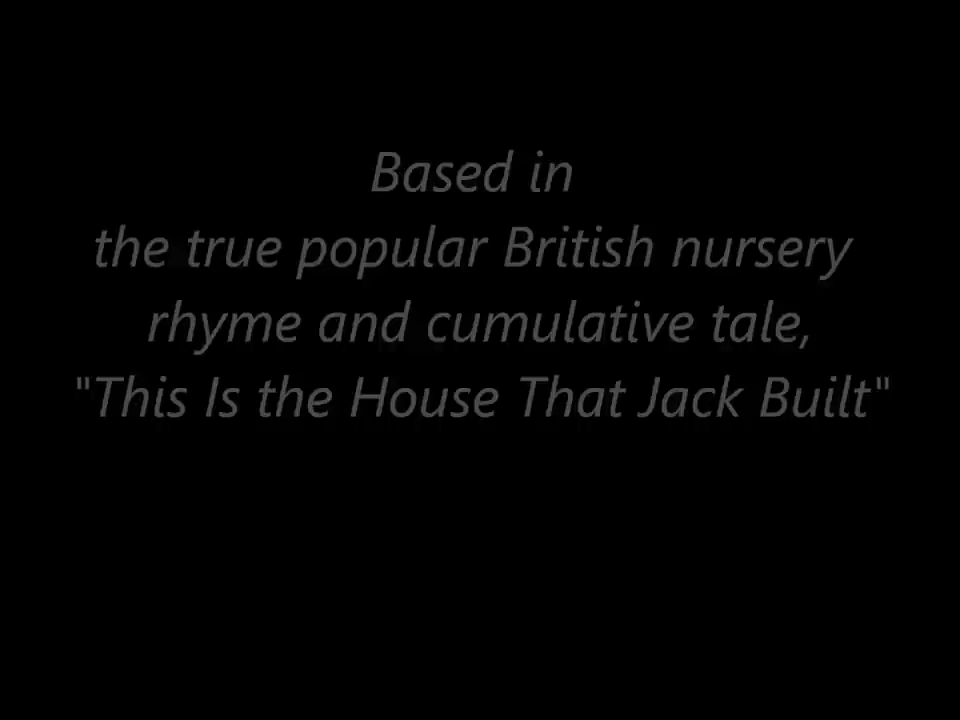 Based in
the true popular British nursery
rhyme and cumulative tale,
"This Is the House That Jack Built"